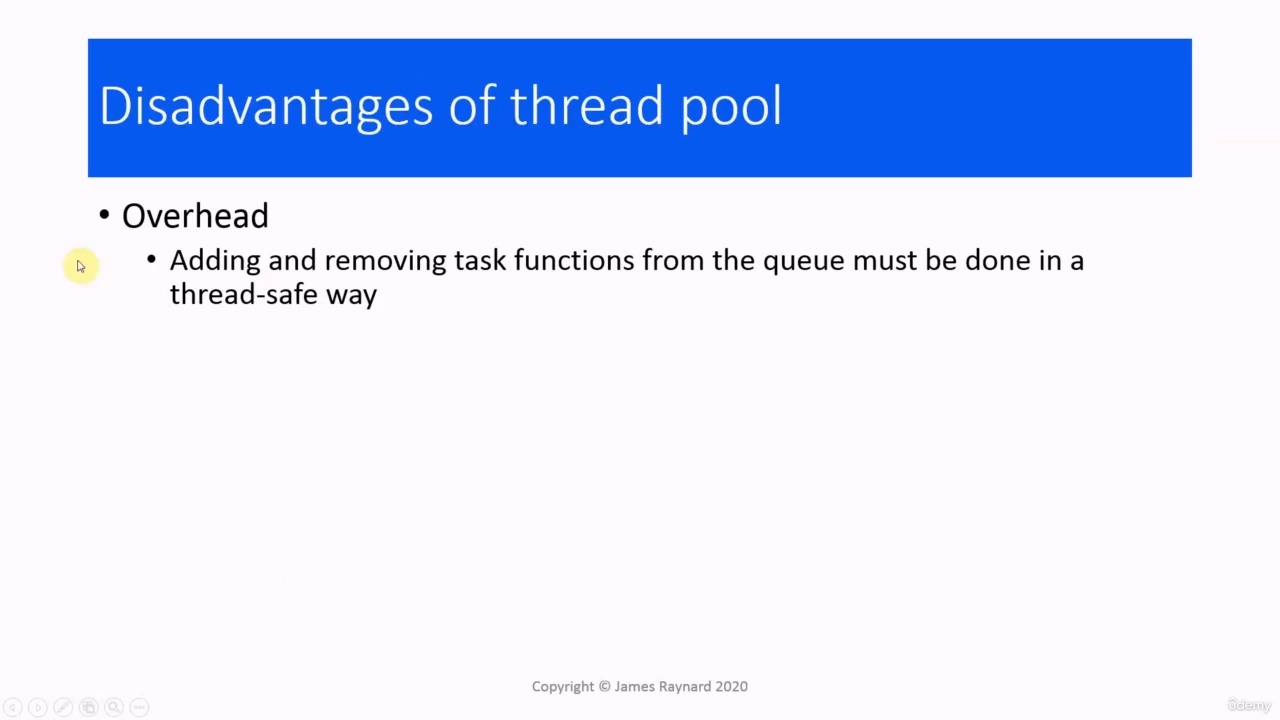 Disadvantages of thread pool
• Overhead
• Adding and removing task functions from the queue must be done in a
thread-safe way
Copyright © James Raynard 2020
ûdemy